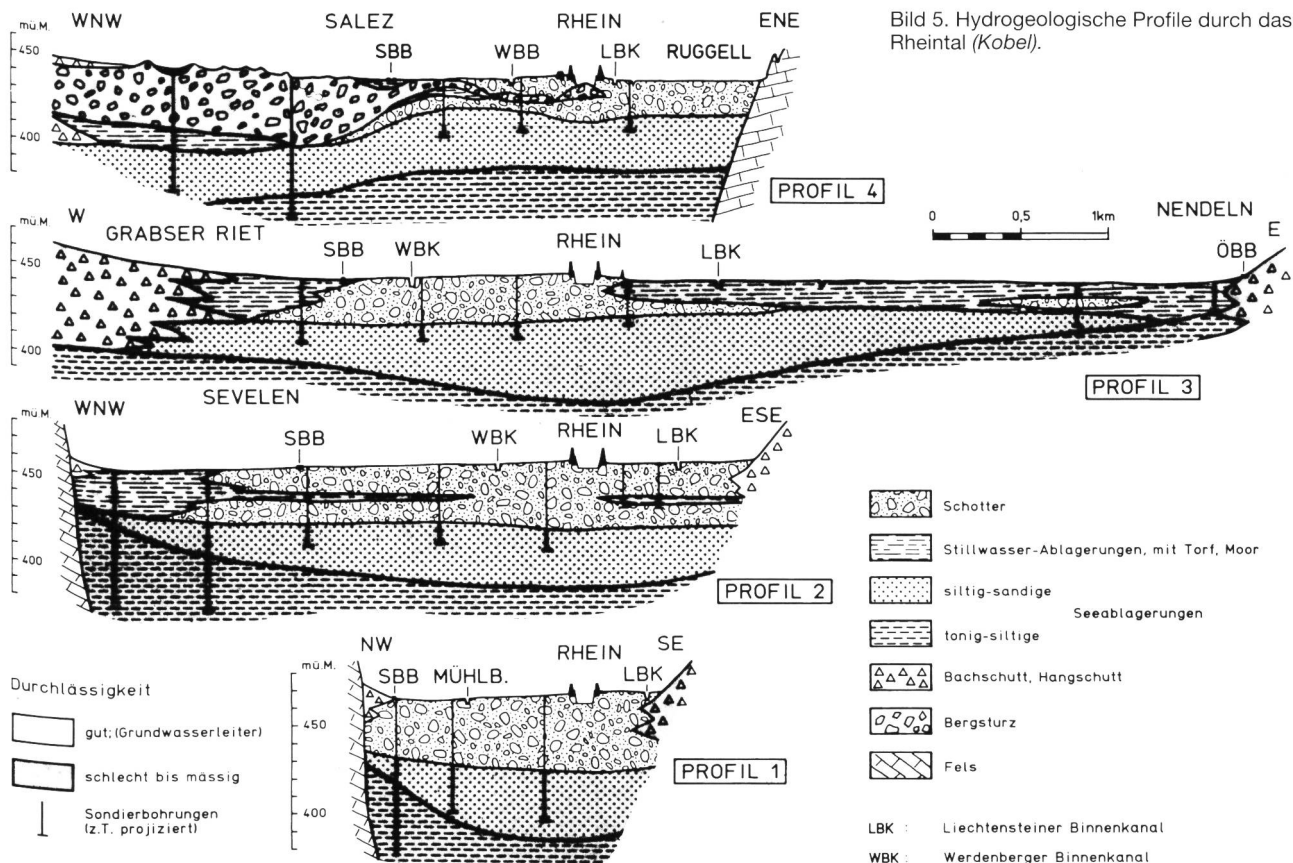 Bild 5. Hydrogeologische Profile durch das
Rheintal (Kobel).
WNW SALEZ RHEIN ENE
mü.M.
SBB WBB LBK RUGGELL
450
400
PROFIL 4
0 0,5 1km
W GRABSER RIET RHEIN NENDELN E
mü.M.
SBB WBK LBK ÖBB
450
400
PROFIL 3
WNW SEVELEN RHEIN ESE
mü.M.
SBB WBK LBK
450
400
PROFIL 2
NW RHEIN SE
mü.M.
SBB MÜHLB. LBK
450
400
PROFIL 1
Durchlässigkeit
gut; (Grundwasserleiter)
schlecht bis mässig
Sondierbohrungen
(z.T. projiziert)
Schotter
Stillwasser-Ablagerungen, mit Torf, Moor
siltig-sandige
Seeablagerungen
tonig-siltige
Bachschutt, Hangschutt
Bergsturz
Fels
LBK : Liechtensteiner Binnenkanal
WBK : Werdenberger Binnenkanal